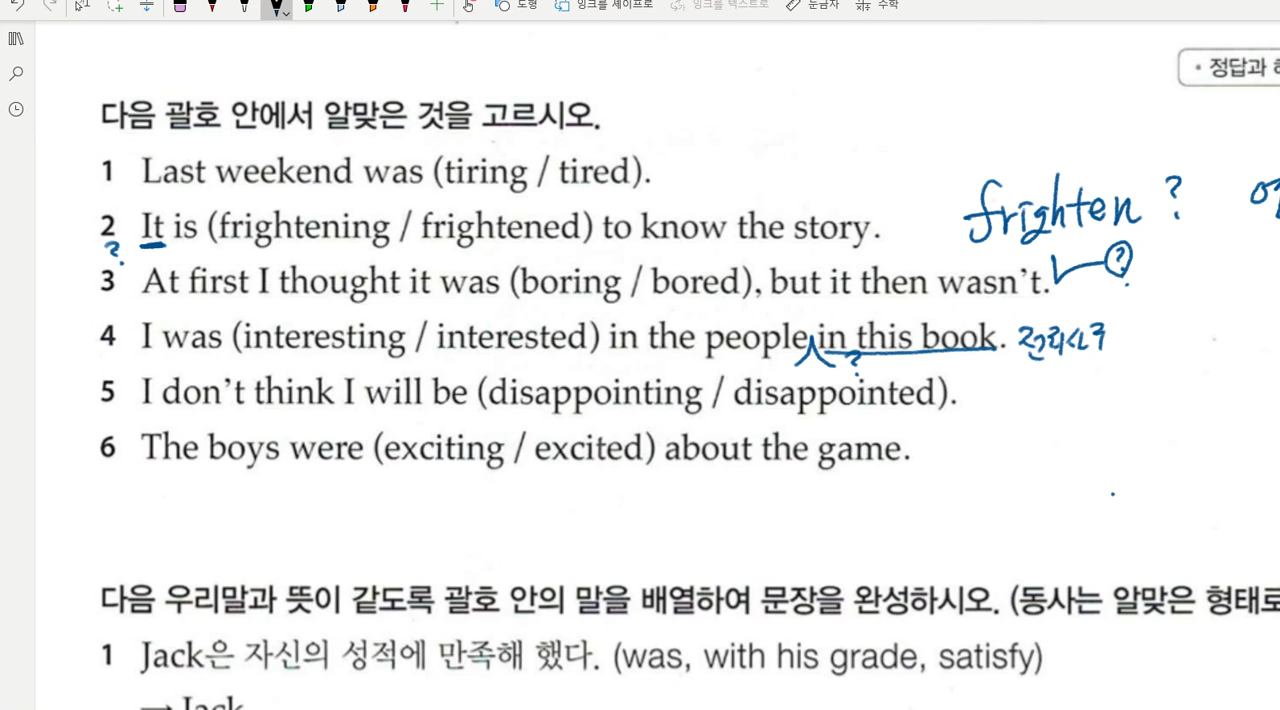 도형 잉크를 셰이프로 잉크를 텍스트로 눈금자 수학
• 정답과
다음 괄호 안에서 알맞은 것을 고르시오.
1 Last weekend was (tiring / tired).
frighten ?
2 It is (frightening / frightened) to know the story.
?
?
3 At first I thought it was (boring / bored), but it then wasn't.
4 I was (interesting / interested) in the people in this book. 전치사구
?
5 I don't think I will be (disappointing / disappointed).
6 The boys were (exciting / excited) about the game.
다음 우리말과 뜻이 같도록 괄호 안의 말을 배열하여 문장을 완성하시오. (동사는 알맞은 형태로
1 Jack은 자신의 성적에 만족해 했다. (was, with his grade, satisfy)
→ Jack